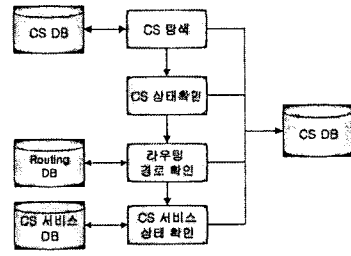 CS DB
CS 탐색
CS 상태확인
CS DB
Routing
DB
라우팅
경로 확인
CS 서비스
DB
CS 서비스
상태 확인